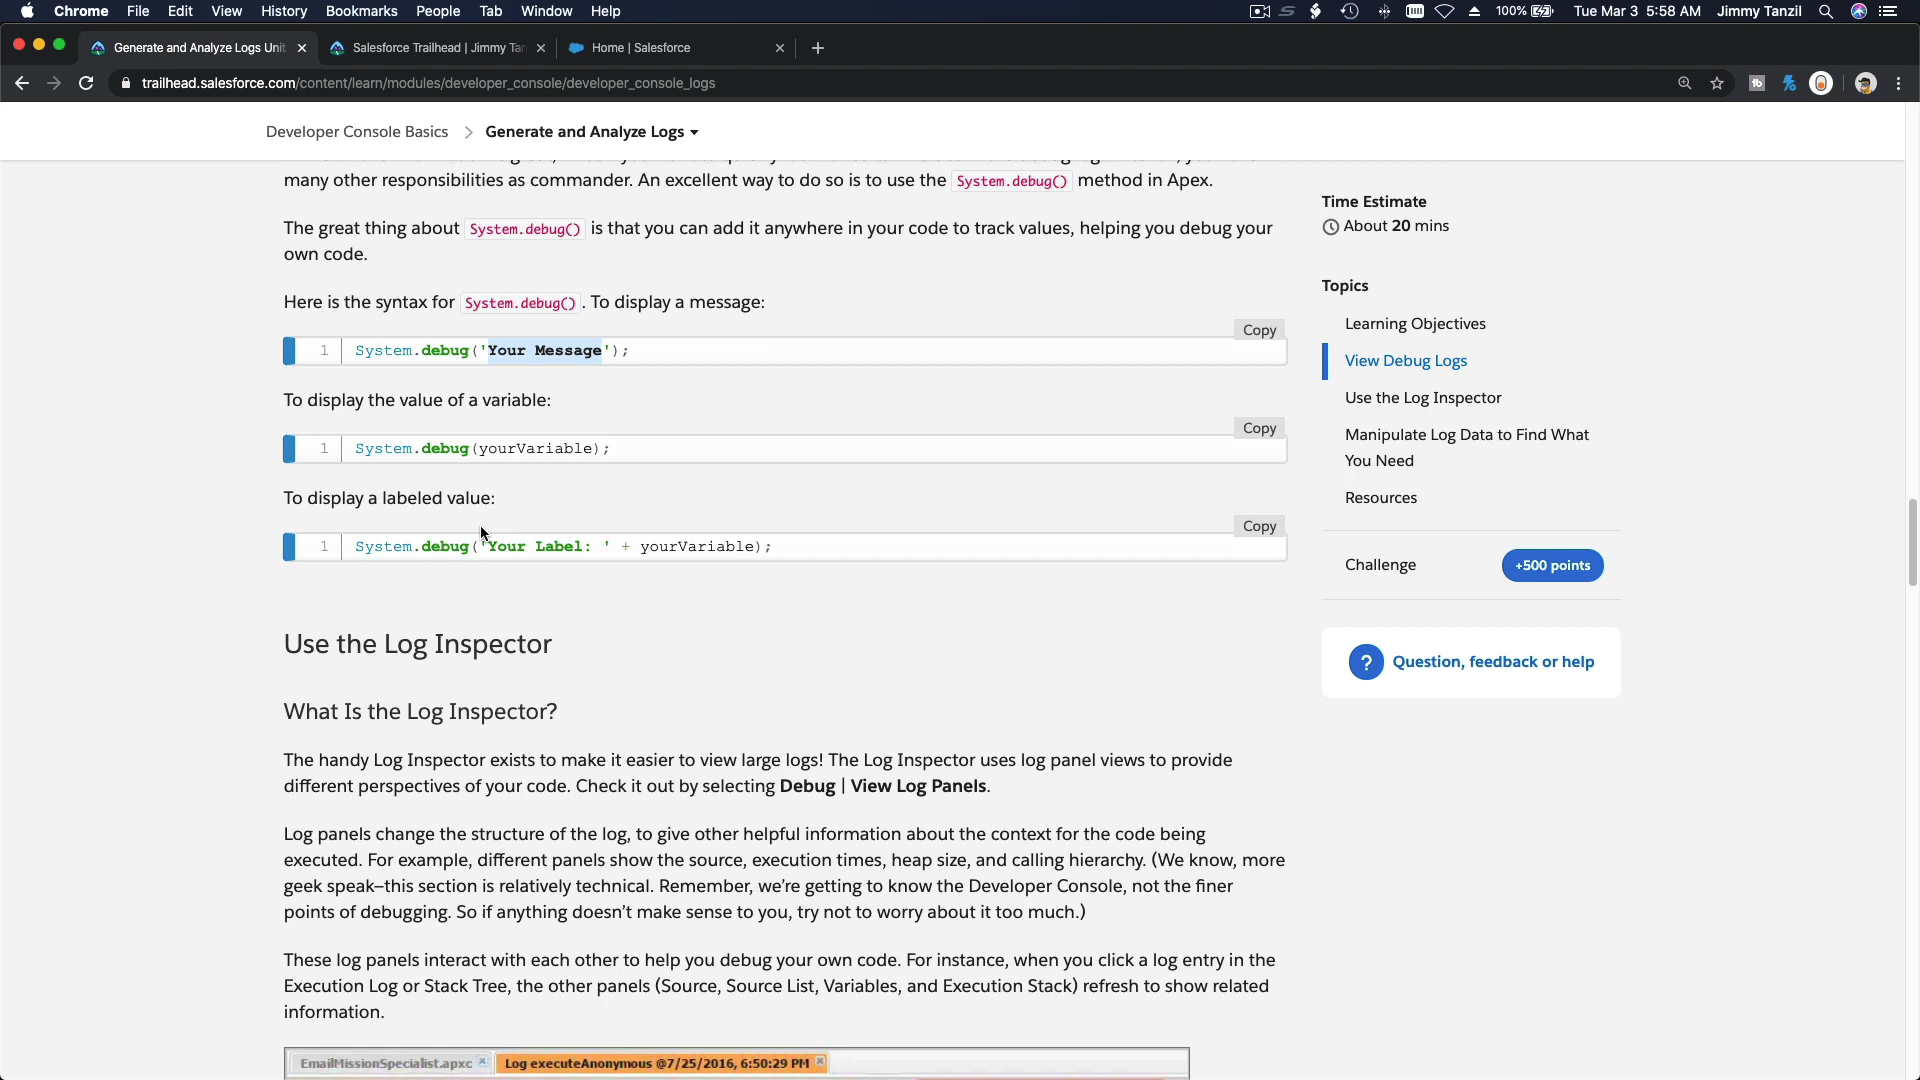 Chrome File Edit View History Bookmarks People Tab Window Help 100% Tue Mar 3 5:58 AM Jimmy Tanzil
Generate and Analyze Logs Unit Salesforce Trailhead | Jimmy Tan Home | Salesforce
trailhead.salesforce.com/content/learn/modules/developer_console/developer_console_logs
Developer Console Basics > Generate and Analyze Logs
many other responsibilities as commander. An excellent way to do so is to use the System.debug() method in Apex.
The great thing about System.debug() is that you can add it anywhere in your code to track values, helping you debug your
own code.
Here is the syntax for System.debug(). To display a message:
Copy
1 System.debug('Your Message');
To display the value of a variable:
Copy
1 System.debug(yourVariable);
To display a labeled value:
Copy
1 System.debug('Your Label: ' + yourVariable);
Use the Log Inspector
What Is the Log Inspector?
The handy Log Inspector exists to make it easier to view large logs! The Log Inspector uses log panel views to provide
different perspectives of your code. Check it out by selecting Debug | View Log Panels.
Log panels change the structure of the log, to give other helpful information about the context for the code being
executed. For example, different panels show the source, execution times, heap size, and calling hierarchy. (We know, more
geek speak—this section is relatively technical. Remember, we’re getting to know the Developer Console, not the finer
points of debugging. So if anything doesn’t make sense to you, try not to worry about it too much.)
These log panels interact with each other to help you debug your own code. For instance, when you click a log entry in the
Execution Log or Stack Tree, the other panels (Source, Source List, Variables, and Execution Stack) refresh to show related
information.
EmailMissionSpecialist.apxc Log executeAnonymous @7/25/2016, 6:50:29 PM
Time Estimate
About 20 mins
Topics
Learning Objectives
View Debug Logs
Use the Log Inspector
Manipulate Log Data to Find What
You Need
Resources
Challenge +500 points
? Question, feedback or help